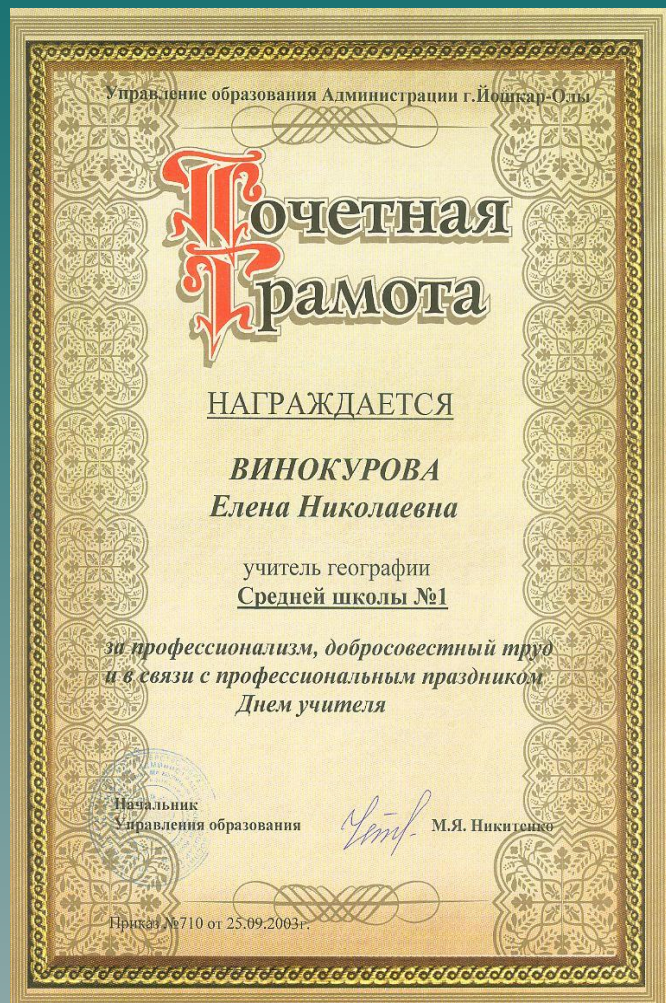 Управление образования Администрации г.Йошкар-Олы
Почетная
Грамота
НАГРАЖДАЕТСЯ
ВИНОКУРОВА
Елена Николаевна
учитель географии
Средней школы №1
за профессионализм, добросовестный труд
и в связи с профессиональным праздником
Днем учителя
Начальник
Управления образования М.Я. Никитенко
Приказ №710 от 25.09.2003г.